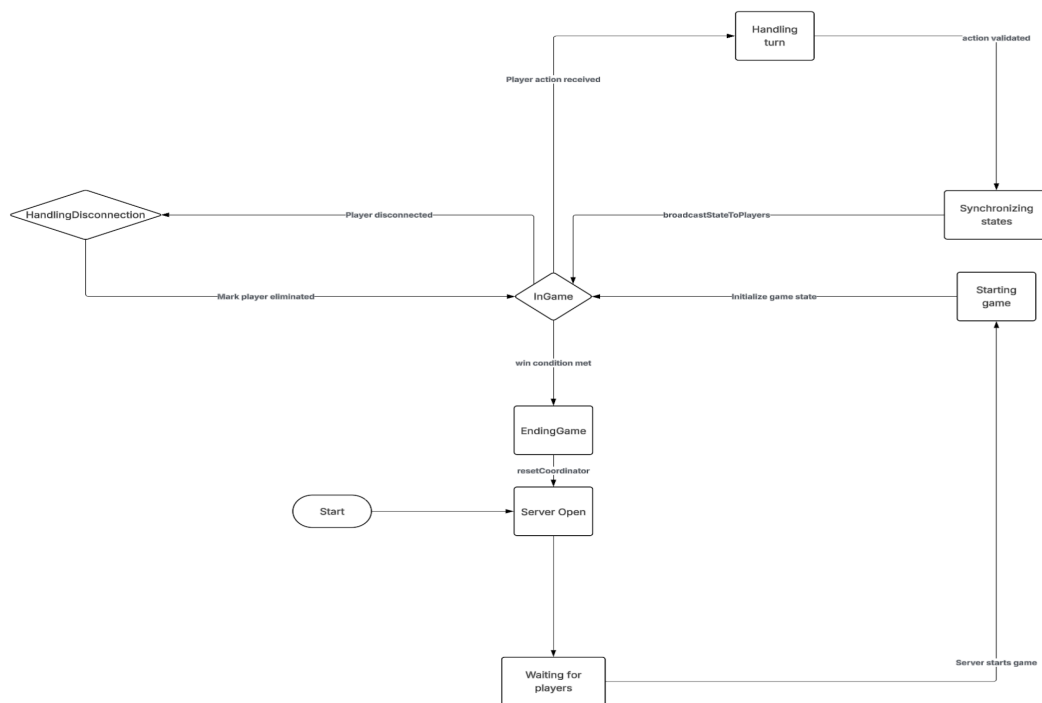 Handling
turn
action validated
Player action received
HandlingDisconnection
Player disconnected
broadcastStateToPlayers
Synchronizing
states
Mark player eliminated
InGame
Initialize game state
Starting
game
win condition met
EndingGame
resetCoordinator
Start
Server Open
Waiting for
players
Server starts game